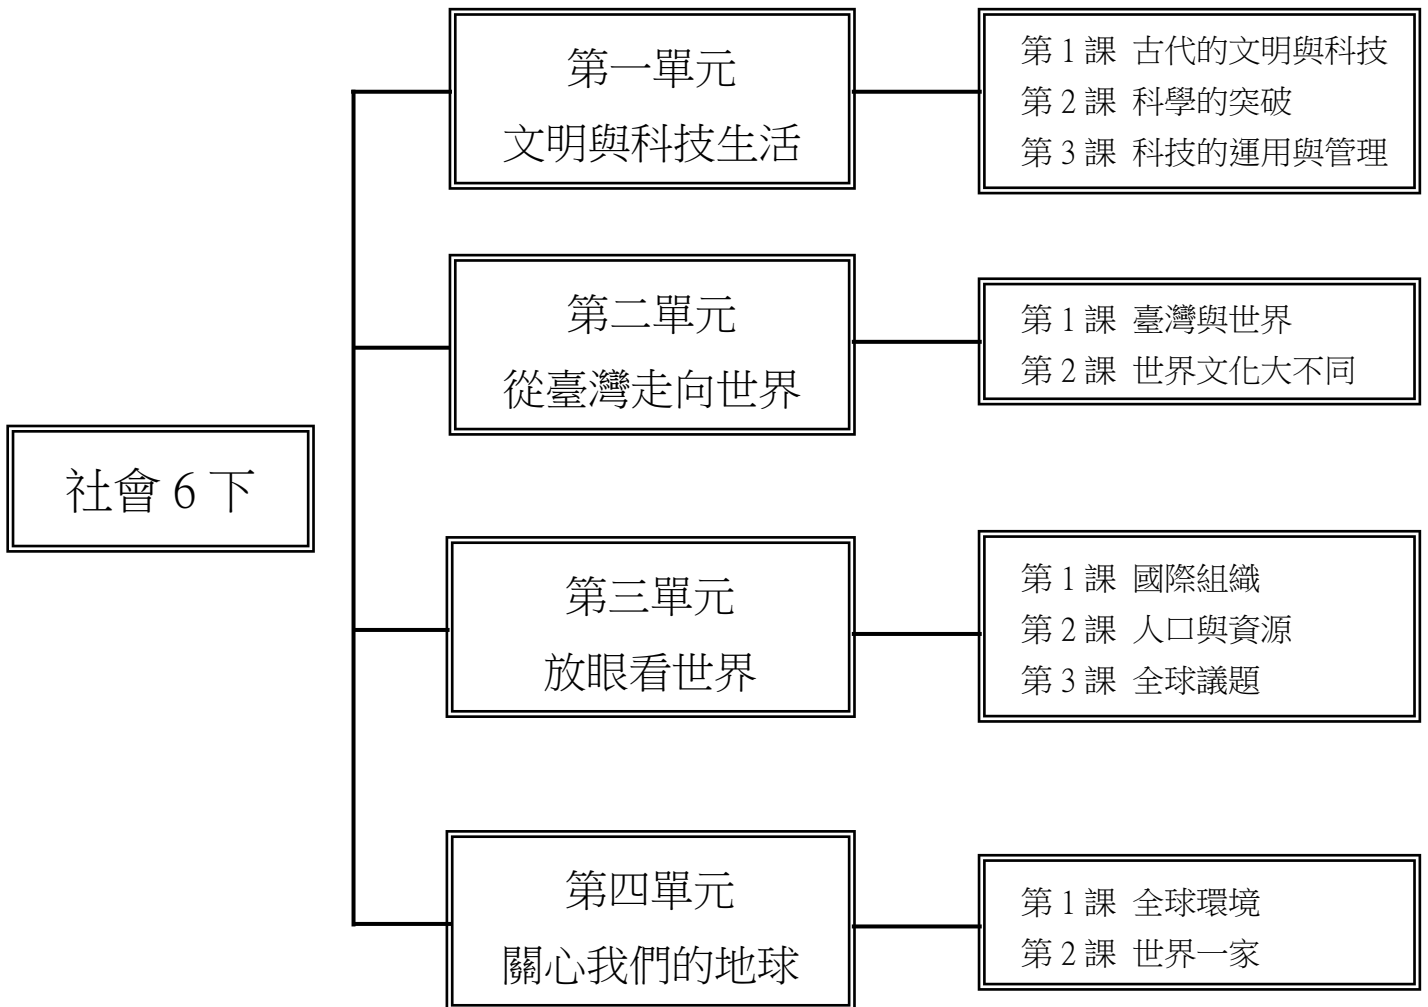 社會 6 下
第一單元
文明與科技生活
第 1 課 古代的文明與科技
第 2 課 科學的突破
第 3 課 科技的運用與管理
第二單元
從臺灣走向世界
第 1 課 臺灣與世界
第 2 課 世界文化大不同
第三單元
放眼看世界
第 1 課 國際組織
第 2 課 人口與資源
第 3 課 全球議題
第四單元
關心我們的地球
第 1 課 全球環境
第 2 課 世界一家